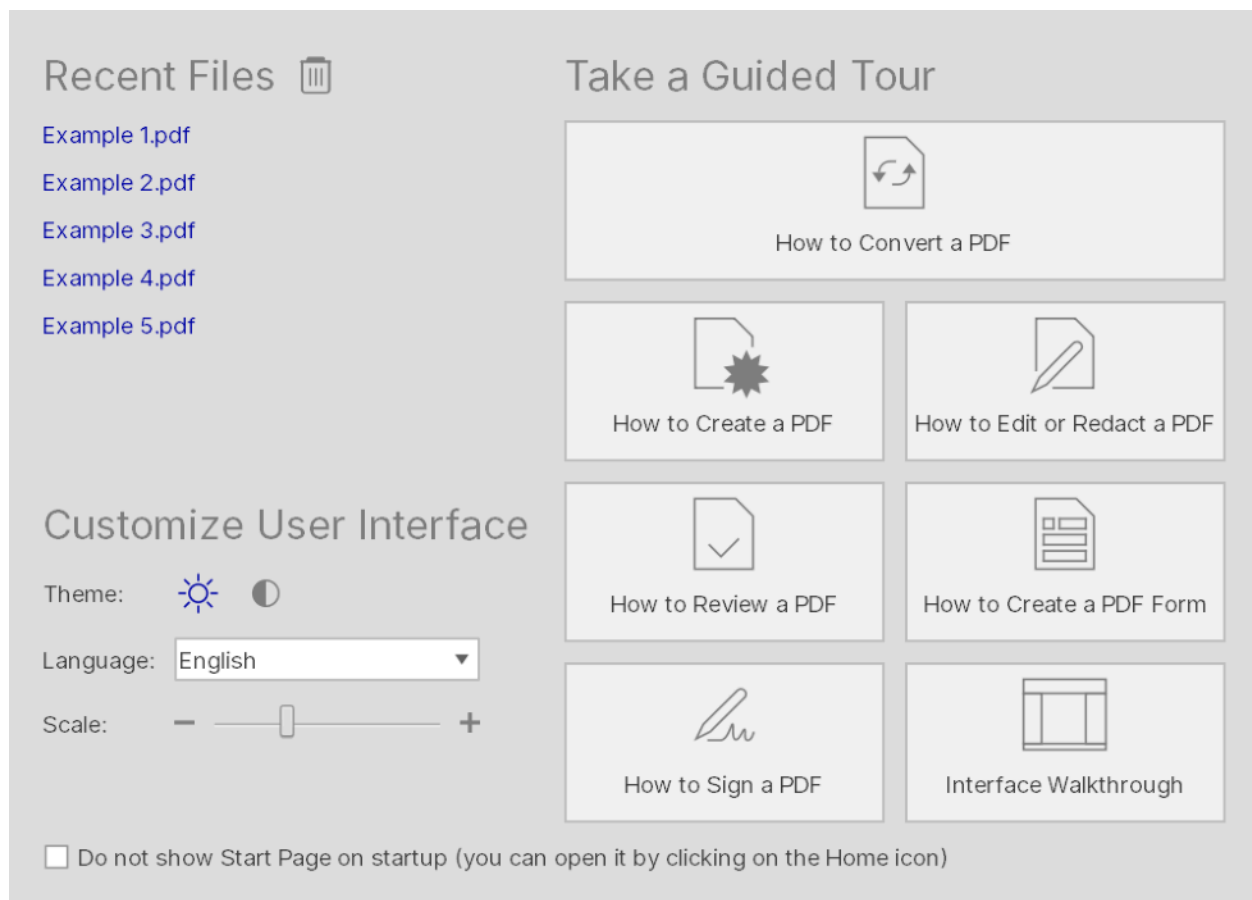 Recent Files
Example 1.pdf
Example 2.pdf
Example 3.pdf
Example 4.pdf
Example 5.pdf
Customize User Interface
Theme:
Language: English
Scale:
Take a Guided Tour
How to Convert a PDF
How to Create a PDF
How to Edit or Redact a PDF
How to Review a PDF
How to Create a PDF Form
How to Sign a PDF
Interface Walkthrough
Do not show Start Page on startup (you can open it by clicking on the Home icon)